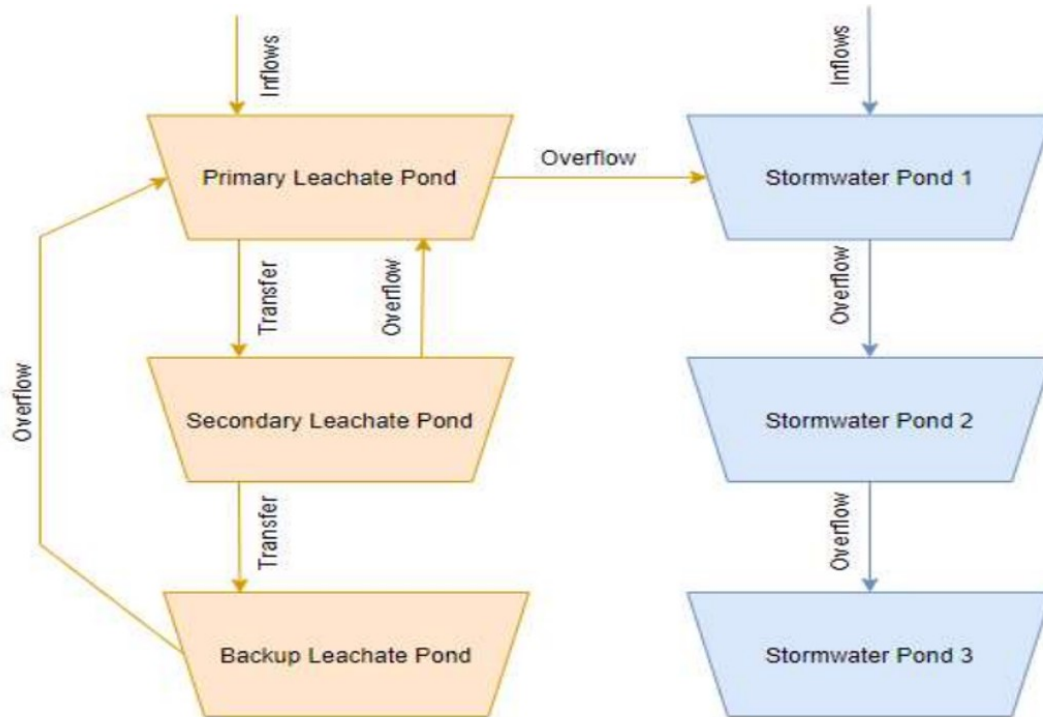 Inflows
Inflows
Primary Leachate Pond
Overflow
Stormwater Pond 1
Overflow
Transfer
Overflow
Overflow
Secondary Leachate Pond
Stormwater Pond 2
Transfer
Overflow
Backup Leachate Pond
Stormwater Pond 3